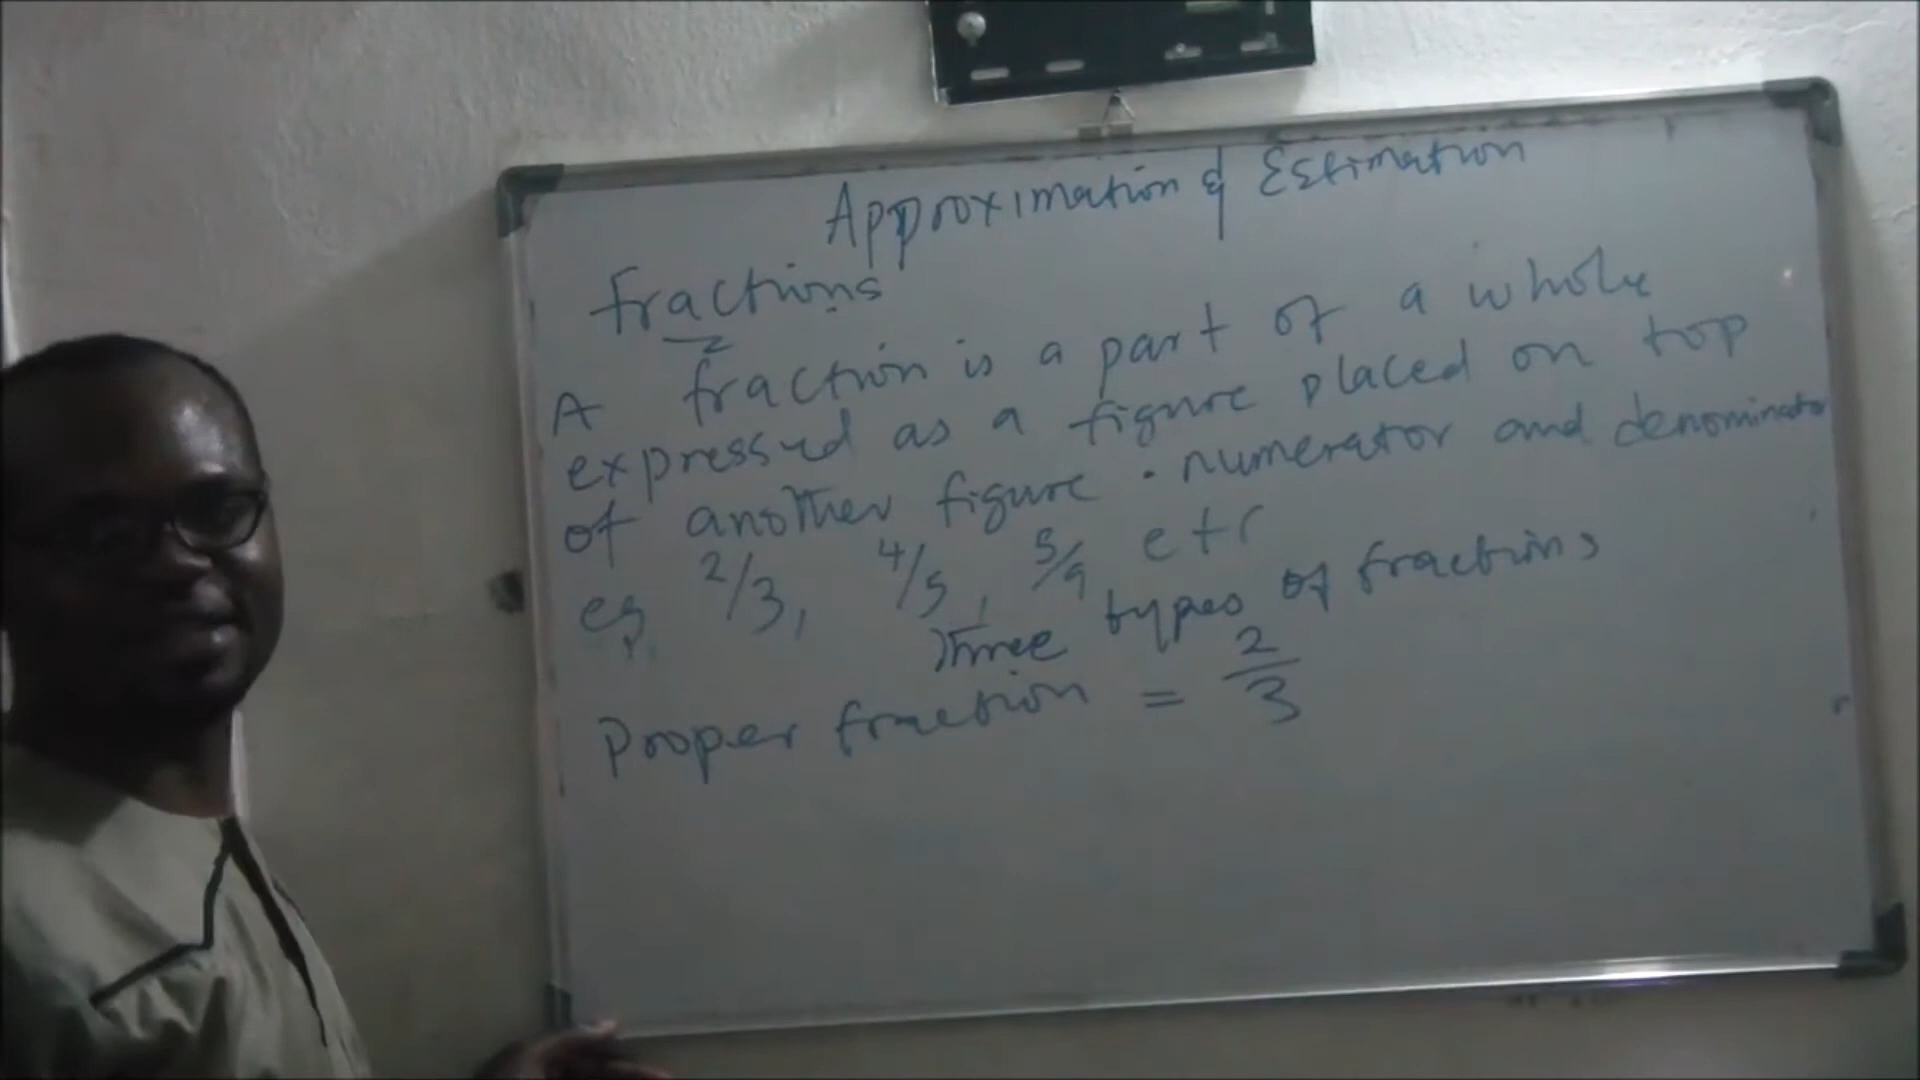 Approximation & Estimation
fractions
A fraction is a part of a whole
expressed as a figure placed on top
of another figure . numerator and denominator
eg 2/3, 4/5, 5/9 etc
Three types of fractions
Proper fraction = 2/3